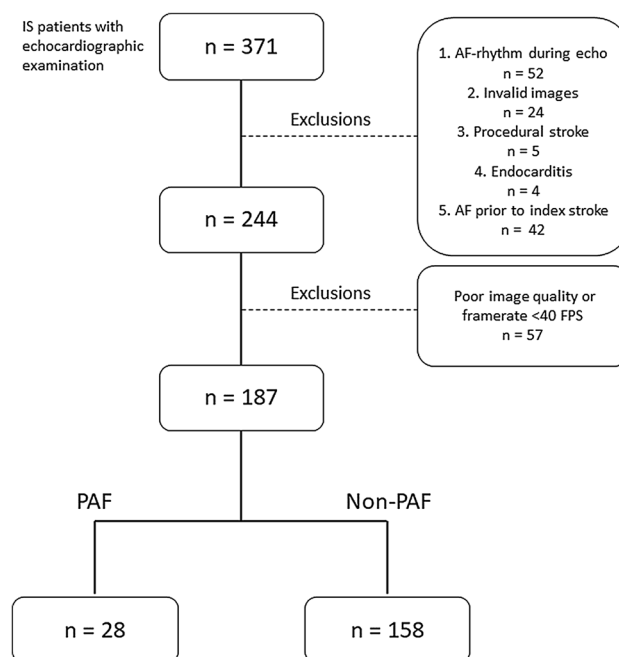 IS patients with
echocardiographic
examination
n = 371
Exclusions
1. AF-rhythm during echo
n = 52
2. Invalid images
n = 24
3. Procedural stroke
n = 5
4. Endocarditis
n = 4
5. AF prior to index stroke
n = 42
n = 244
Exclusions
Poor image quality or
framerate <40 FPS
n = 57
n = 187
PAF
Non-PAF
n = 28
n = 158